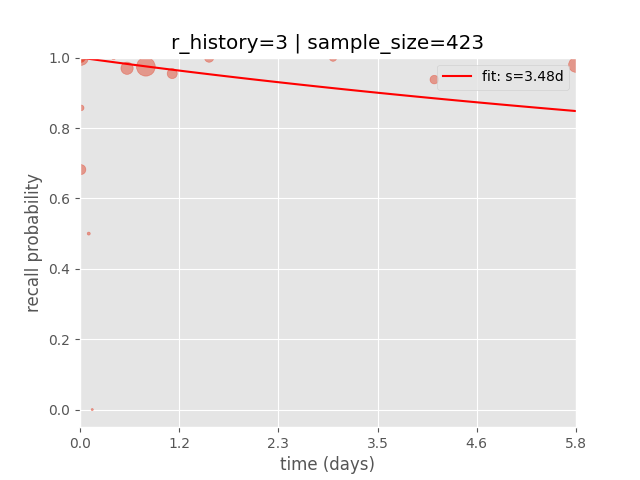 r_history=3 | sample_size=423
fit: s=3.48d
recall probability
1.0
0.8
0.6
0.4
0.2
0.0
0.0 1.2 2.3 3.5 4.6 5.8
time (days)